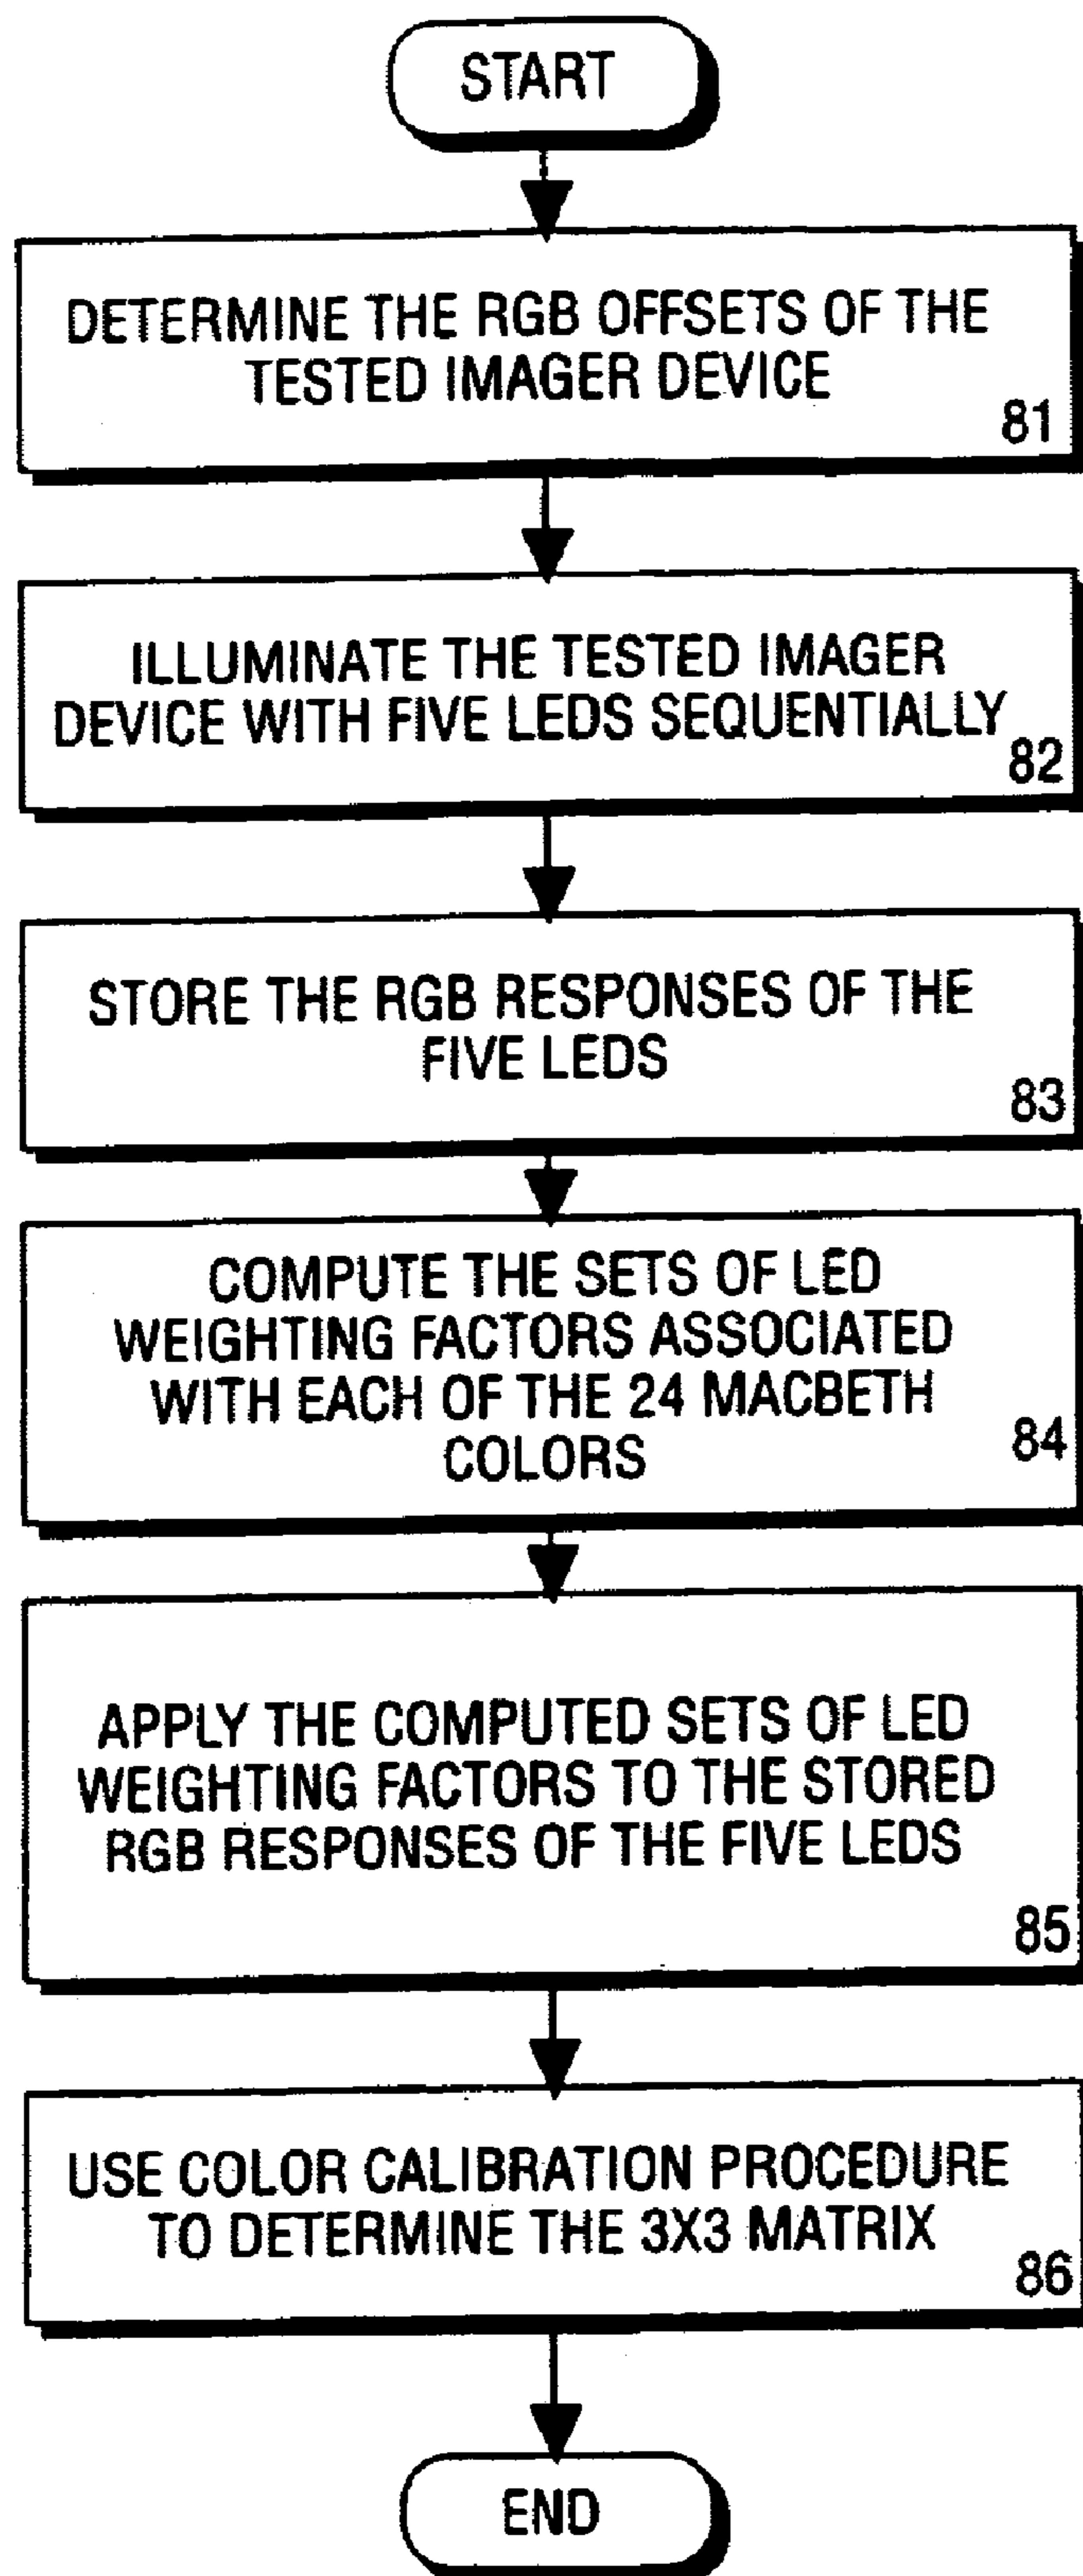 START
DETERMINE THE RGB OFFSETS OF THE
TESTED IMAGER DEVICE
81
ILLUMINATE THE TESTED IMAGER
DEVICE WITH FIVE LEDS SEQUENTIALLY
82
STORE THE RGB RESPONSES OF THE
FIVE LEDS
83
COMPUTE THE SETS OF LED
WEIGHTING FACTORS ASSOCIATED
WITH EACH OF THE 24 MACBETH
COLORS
84
APPLY THE COMPUTED SETS OF LED
WEIGHTING FACTORS TO THE STORED
RGB RESPONSES OF THE FIVE LEDS
85
USE COLOR CALIBRATION PROCEDURE
TO DETERMINE THE 3X3 MATRIX
86
END